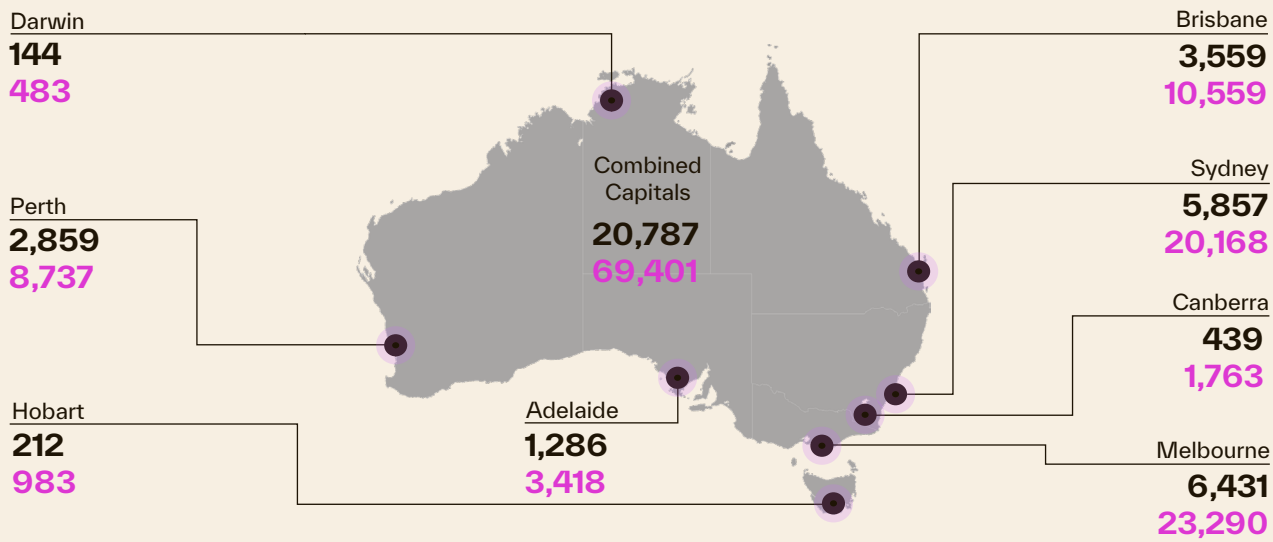 Darwin
144
483
Perth
2,859
8,737
Hobart
212
983
Combined
Capitals
20,787
69,401
Adelaide
1,286
3,418
Brisbane
3,559
10,559
Sydney
5,857
20,168
Canberra
439
1,763
Melbourne
6,431
23,290